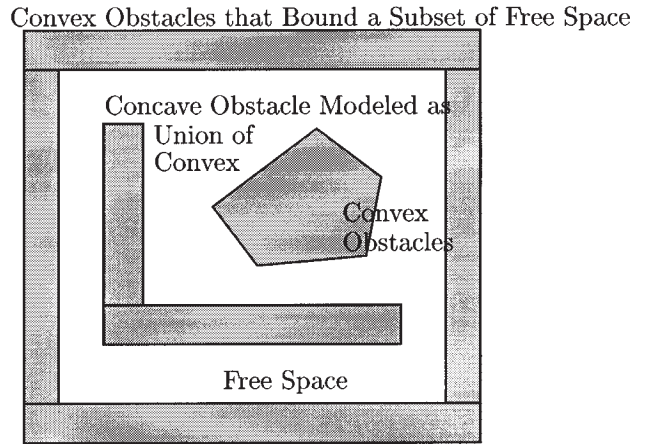 Convex Obstacles that Bound a Subset of Free Space
Concave Obstacle Modeled as
Union of
Convex
Convex
Obstacles
Free Space